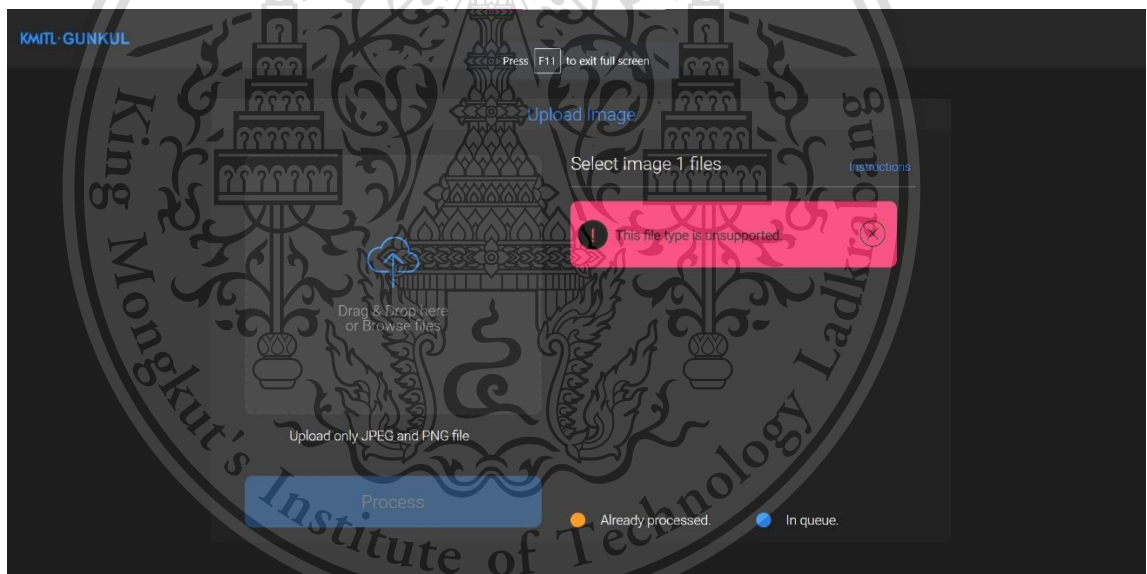 KMITL·GUNKUL
Press F11 to exit full screen
Upload Image
Select image 1 files
Instructions
! This file type is unsupported.
Drag & Drop here
or Browse files
Upload only JPEG and PNG file
Process
Already processed.
In queue.
King Mongkut's Institute of Technology Ladkrabang